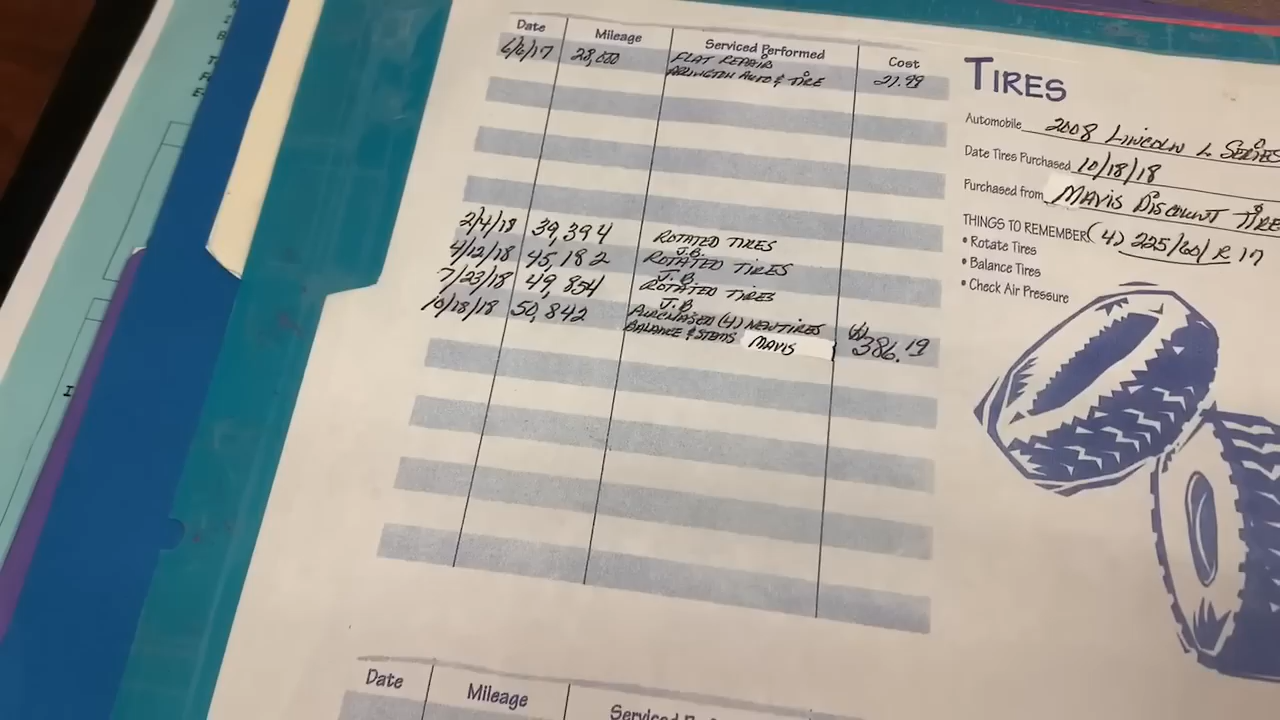 Date Mileage Serviced Performed Cost
6/6/17 28,000 FLAT REPAIR
ARLINGTON AUTO & TIRE 21.99
2/4/18 39,394 ROTATED TIRES
J.B.
4/12/18 45,182 ROTATED TIRES
J.B.
7/23/18 49,854 ROTATED TIRES
J.B
10/18/18 50,842 PURCHASED (4) NEW TIRES
BALANCE & STEMS MAVIS 386.19
TIRES
Automobile 2008 LINCOLN L SERIES
Date Tires Purchased 10/18/18
Purchased from MAVIS DISCOUNT TIRE
THINGS TO REMEMBER (4) 225/60/R 17
• Rotate Tires
• Balance Tires
• Check Air Pressure
Date Mileage Serviced